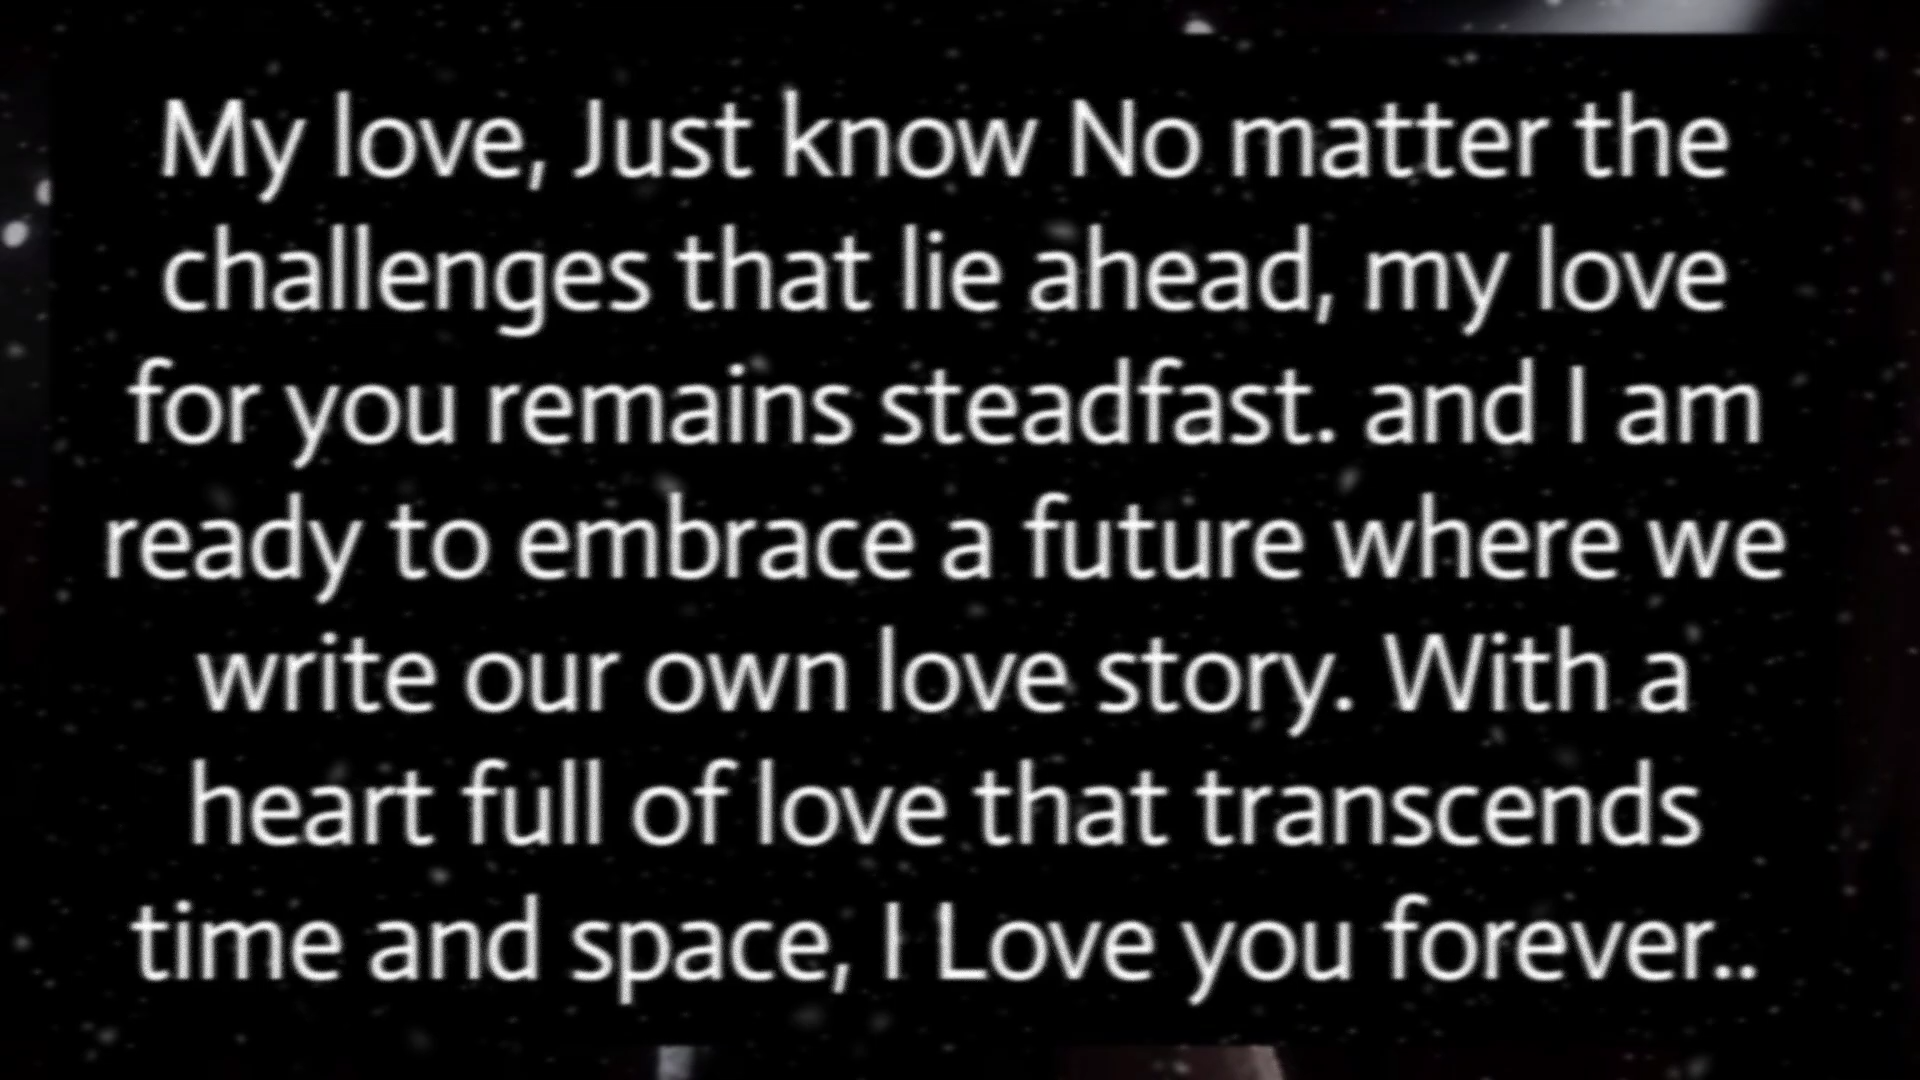 My love, Just know No matter the
challenges that lie ahead, my love
for you remains steadfast. and I am
ready to embrace a future where we
write our own love story. With a
heart full of love that transcends
time and space, I Love you forever..